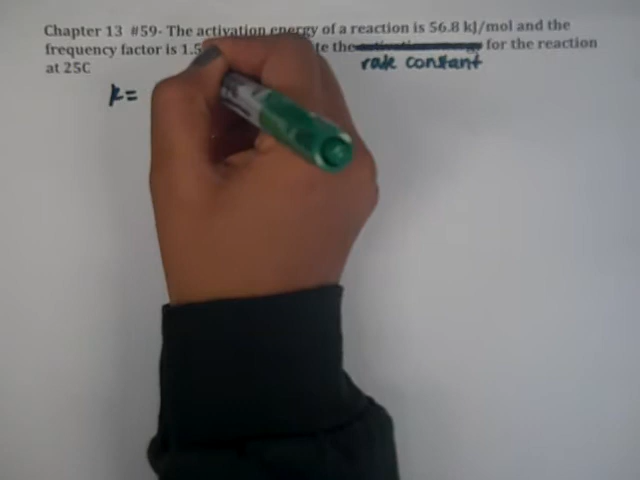 Chapter 13 #59- The activation energy of a reaction is 56.8 kJ/mol and the
frequency factor is 1.5 te the for the reaction
rate constant
at 25C
k=